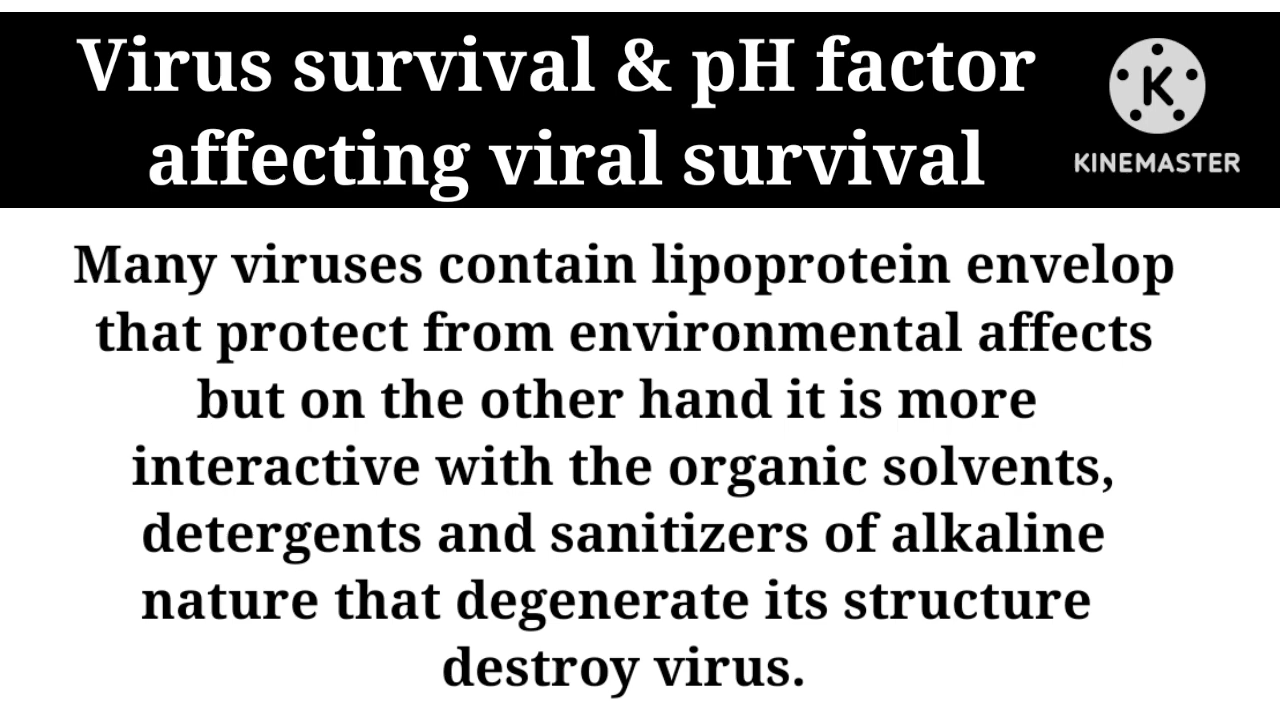 Virus survival & pH factor
affecting viral survival
K
KINEMASTER
Many viruses contain lipoprotein envelop
that protect from environmental affects
but on the other hand it is more
interactive with the organic solvents,
detergents and sanitizers of alkaline
nature that degenerate its structure
destroy virus.